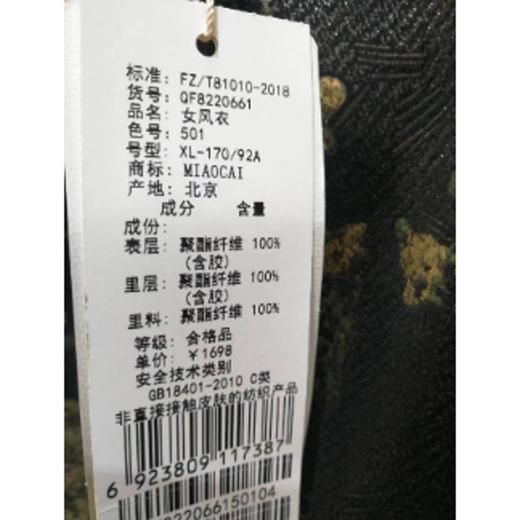 标准: FZ/T81010-2018
货号: QF8220661
品名: 女风衣
色号: 501
号型: XL-170/92A
商标: MIAOCAI
产地: 北京
成分 含量
成份:
表层: 聚酯纤维 100%
(含胶)
里层: 聚酯纤维 100%
(含胶)
里料: 聚酯纤维 100%
等级: 合格品
单价: ￥1698
安全技术类别
GB18401-2010 C类
非直接接触皮肤的纺织产品
6 923809 117387
822066150104